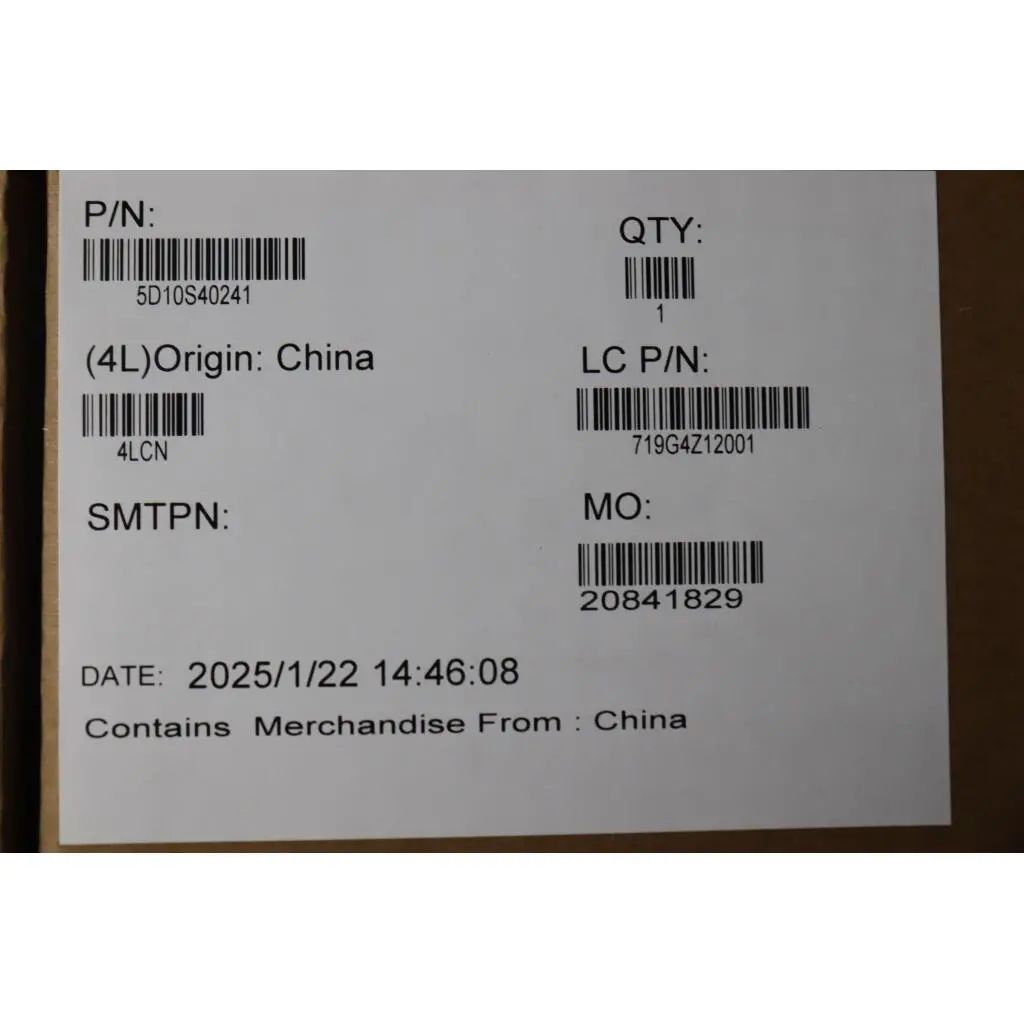 P/N:
5D10S40241
QTY:
1
(4L)Origin: China
4LCN
LC P/N:
719G4Z12001
SMTPN:
MO:
20841829
DATE: 2025/1/22 14:46:08
Contains Merchandise From : China